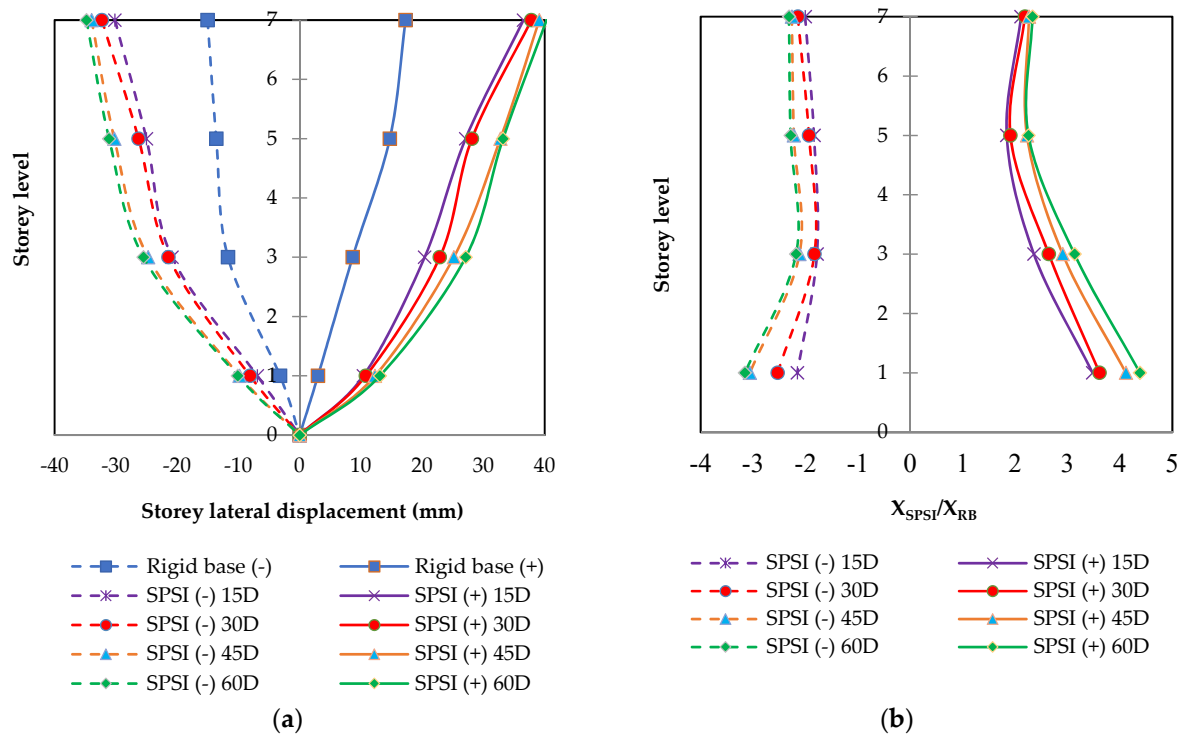 7
6
5
4
3
2
1
0
Storey level
-40 -30 -20 -10 0 10 20 30 40
Storey lateral displacement (mm)
Rigid base (-) Rigid base (+)
SPSI (-) 15D SPSI (+) 15D
SPSI (-) 30D SPSI (+) 30D
SPSI (-) 45D SPSI (+) 45D
SPSI (-) 60D SPSI (+) 60D
(a)
7
6
5
4
3
2
1
0
Storey level
-4 -3 -2 -1 0 1 2 3 4 5
X_SPSI/X_RB
SPSI (-) 15D SPSI (+) 15D
SPSI (-) 30D SPSI (+) 30D
SPSI (-) 45D SPSI (+) 45D
SPSI (-) 60D SPSI (+) 60D
(b)